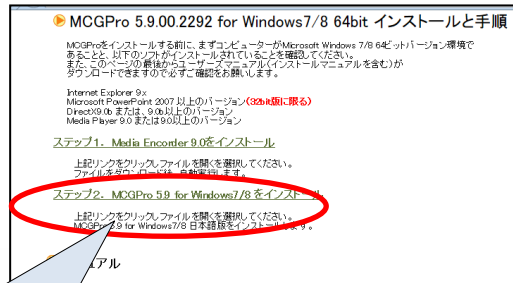 MCGPro 5.9.00.2292 for Windows7/8 64bit インストールと手順
MCGProをインストールする前に、まずコンピューターがMicrosoft Windows 7/8 64ビットバージョン環境で
あることと、以下のソフトがインストールされていることを確認してください。
また、このページの最後からユーザーズマニュアル(インストールマニュアルを含む)が
ダウンロードできますので必ずご確認をお願いします。
Internet Explorer 9x
Microsoft PowerPoint 2007 以上のバージョン(32bit版に限る)
DirectX9.0b または、9.0b以上のバージョン
Media Player 9.0 または9.0以上のバージョン
ステップ1. Media Encorder 9.0をインストール
上記リンクをクリックしファイルを開くを選択してください。
ファイルをダウンロード後、自動実行します。
ステップ2. MCGPro 5.9 for Windows7/8 をインストール
上記リンクをクリックしファイルを開くを選択してください。
MCGPro 5.9 for Windows7/8 日本語版をインストールします。
ュアル